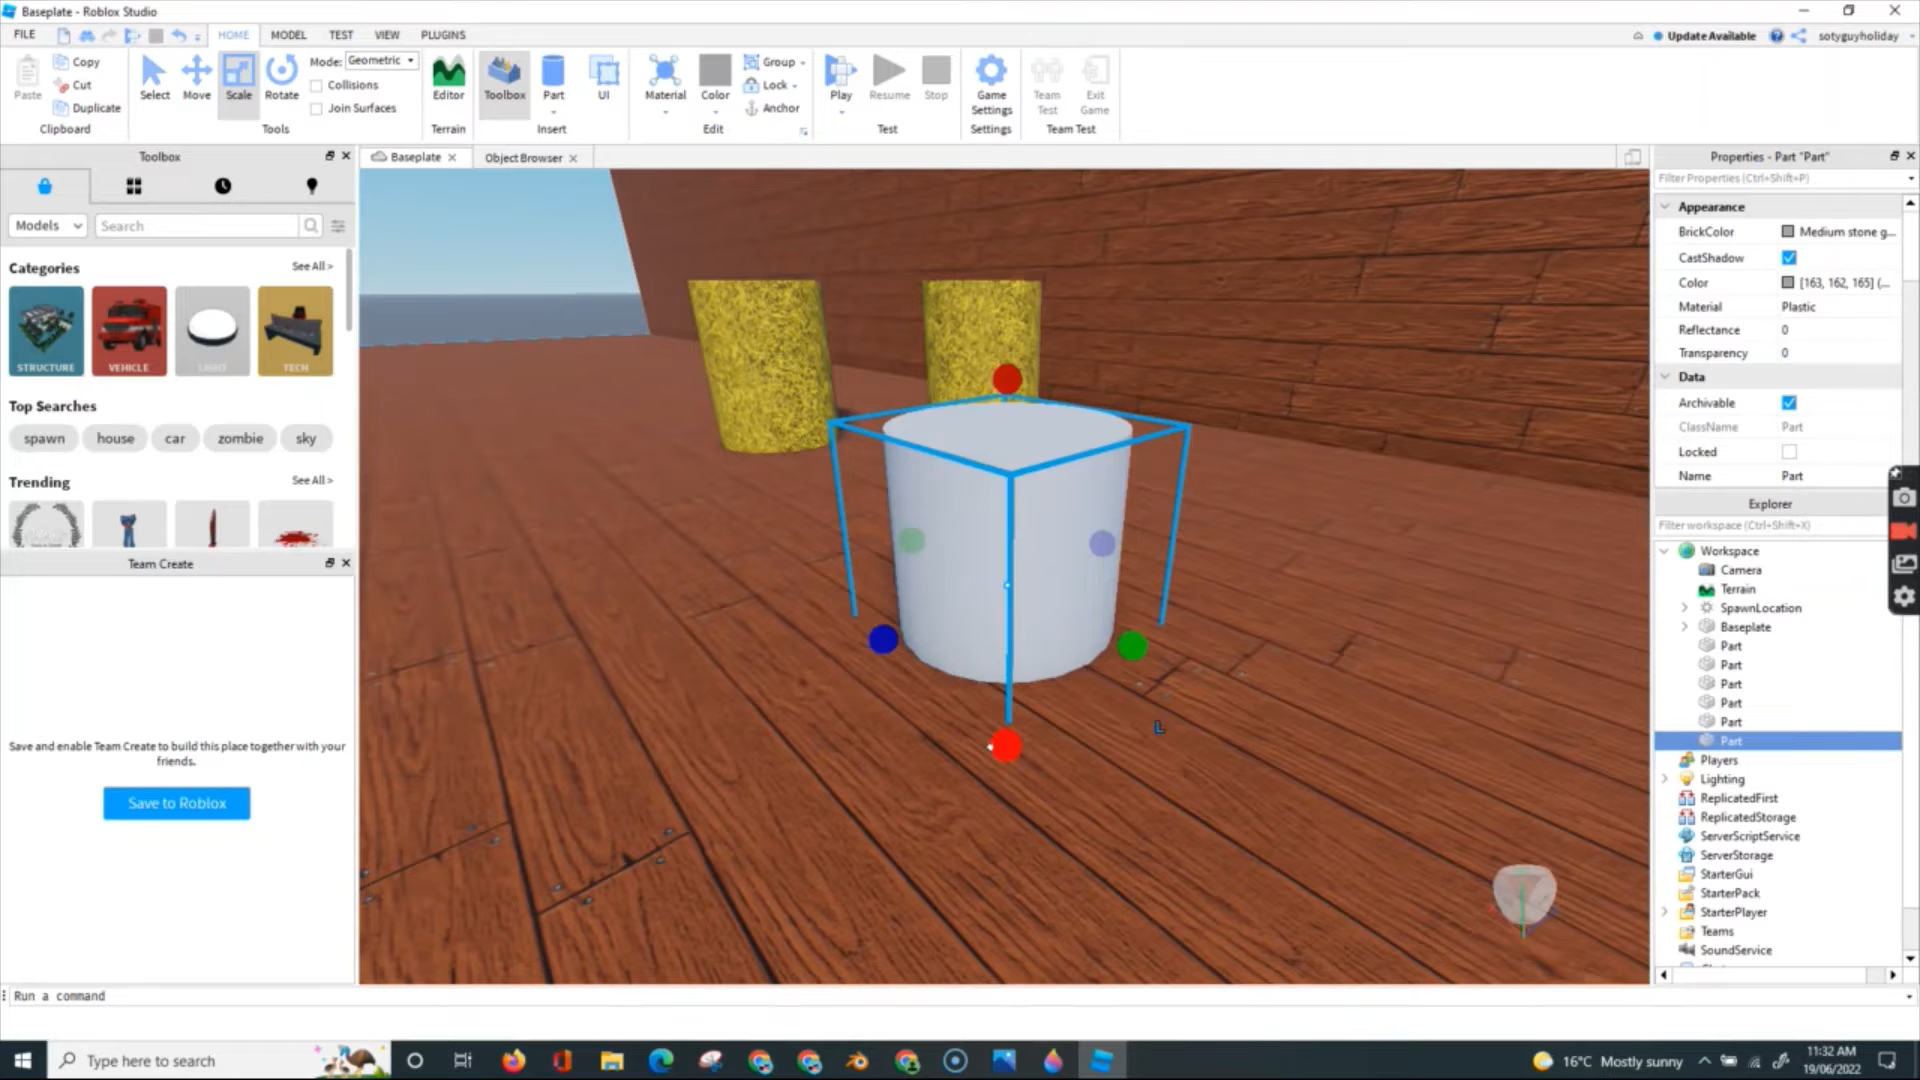 Baseplate - Roblox Studio
FILE HOME MODEL TEST VIEW PLUGINS Update Available sotyguyholiday
Paste Copy Cut Duplicate Clipboard
Select Move Scale Rotate Mode: Geometric Collisions Join Surfaces Tools
Editor Terrain
Toolbox Part UI Insert
Material Color Group Lock Anchor Edit
Play Resume Stop Test
Game Settings Settings
Team Test Exit Game Team Test
Toolbox
Models Search
Categories See All >
STRUCTURE VEHICLE LIGHT TECH
Top Searches
spawn house car zombie sky
Trending See All >
Team Create
Save and enable Team Create to build this place together with your
friends.
Save to Roblox
Baseplate Object Browser
Properties - Part "Part"
Filter Properties (Ctrl+Shift+P)
Appearance
BrickColor Medium stone g...
CastShadow
Color [163, 162, 165] (...
Material Plastic
Reflectance 0
Transparency 0
Data
Archivable
ClassName Part
Locked
Name Part
Explorer
Filter workspace (Ctrl+Shift+X)
Workspace
Camera
Terrain
SpawnLocation
Baseplate
Part
Part
Part
Part
Part
Part
Players
Lighting
ReplicatedFirst
ReplicatedStorage
ServerScriptService
ServerStorage
StarterGui
StarterPack
StarterPlayer
Teams
SoundService
L
Run a command
Type here to search
16°C Mostly sunny
11:32 AM
19/06/2022